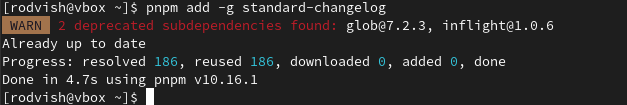 [rodvish@vbox ~]$ pnpm add -g standard-changelog
WARN  2 deprecated subdependencies found: glob@7.2.3, inflight@1.0.6
Already up to date
Progress: resolved 186, reused 186, downloaded 0, added 0, done
Done in 4.7s using pnpm v10.16.1
[rodvish@vbox ~]$